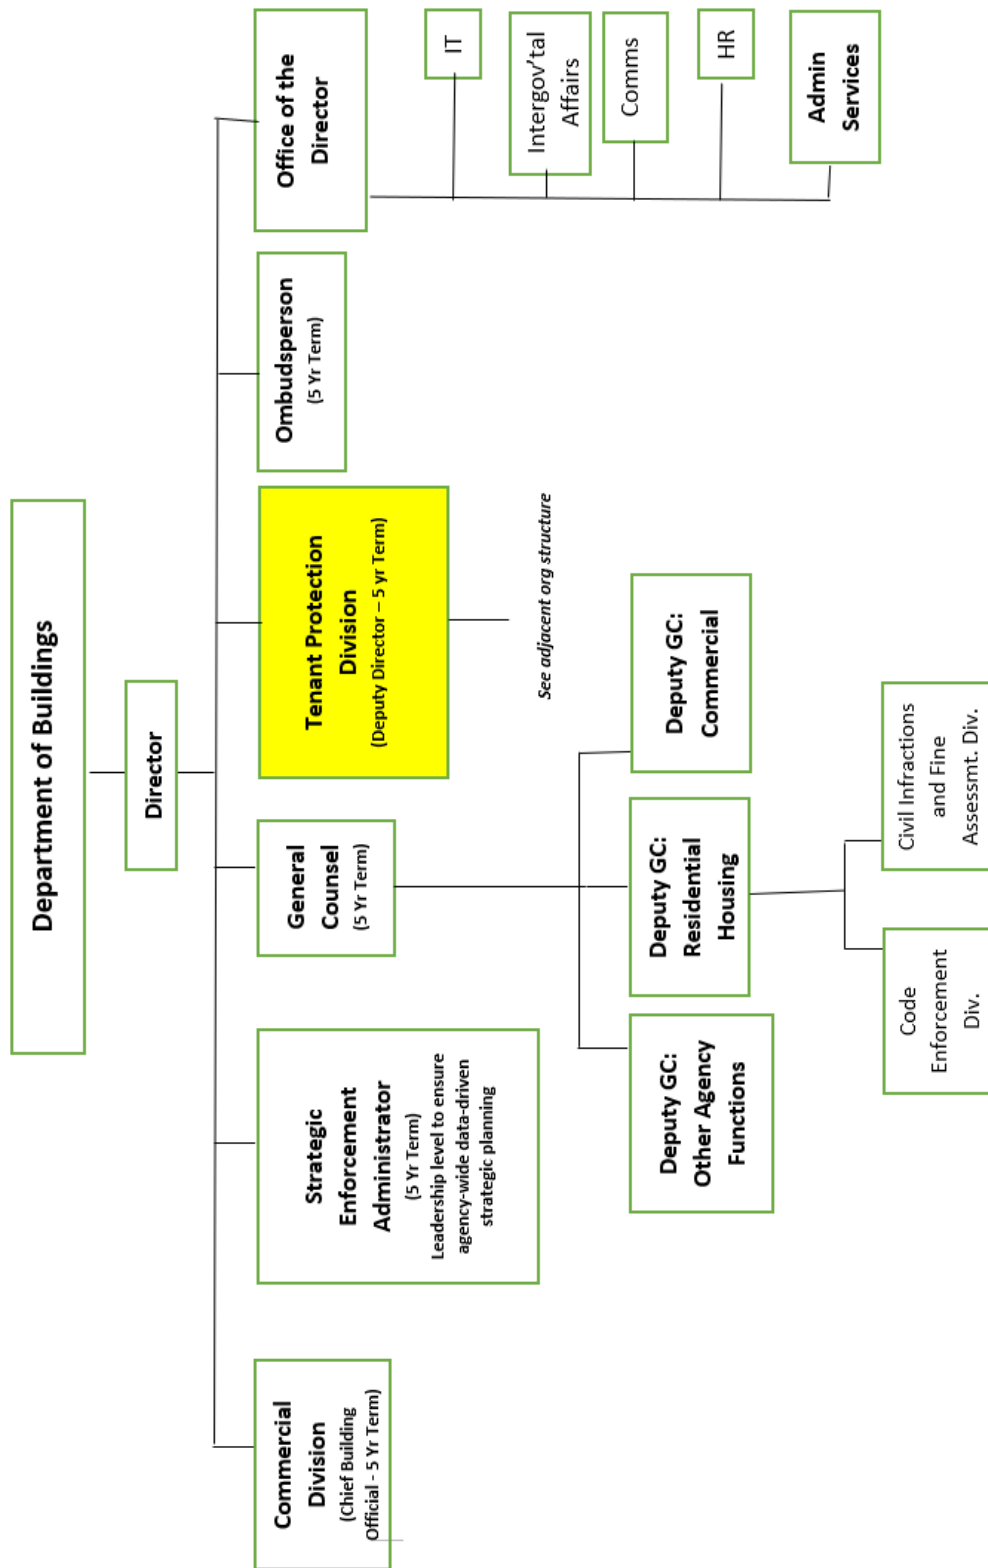 Department of Buildings
Director
Commercial
Division
(Chief Building
Official - 5 Yr Term)
Strategic
Enforcement
Administrator
(5 Yr Term)
Leadership level to ensure
agency-wide data-driven
strategic planning
General
Counsel
(5 Yr Term)
Tenant Protection
Division
(Deputy Director – 5 yr Term)
Ombudsperson
(5 Yr Term)
Office of the
Director
See adjacent org structure
IT
Intergov'tal
Affairs
Comms
HR
Admin
Services
Deputy GC:
Other Agency
Functions
Deputy GC:
Residential
Housing
Deputy GC:
Commercial
Code
Enforcement
Div.
Civil Infractions
and Fine
Assessmt. Div.